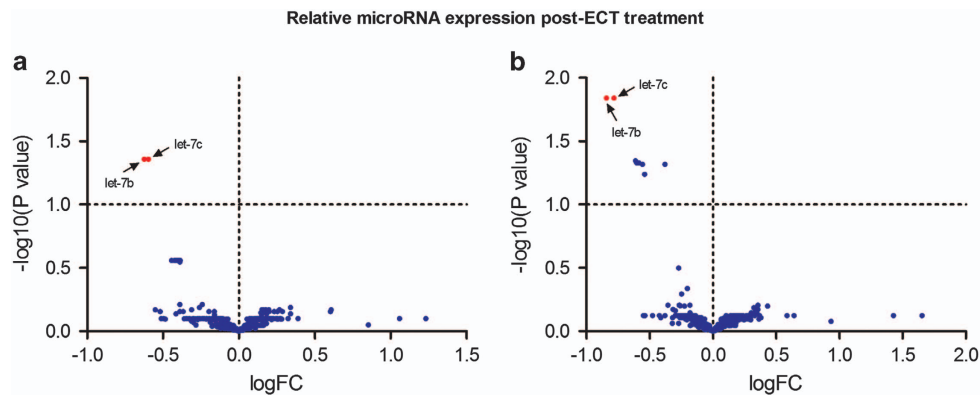 Relative microRNA expression post-ECT treatment
a
2.0
1.5
1.0
0.5
0.0
-log10(P value)
let-7c
let-7b
-1.0 -0.5 0.0 0.5 1.0 1.5
logFC
b
2.0
1.5
1.0
0.5
0.0
-log10(P value)
let-7c
let-7b
-1.0 -0.5 0.0 0.5 1.0 1.5 2.0
logFC